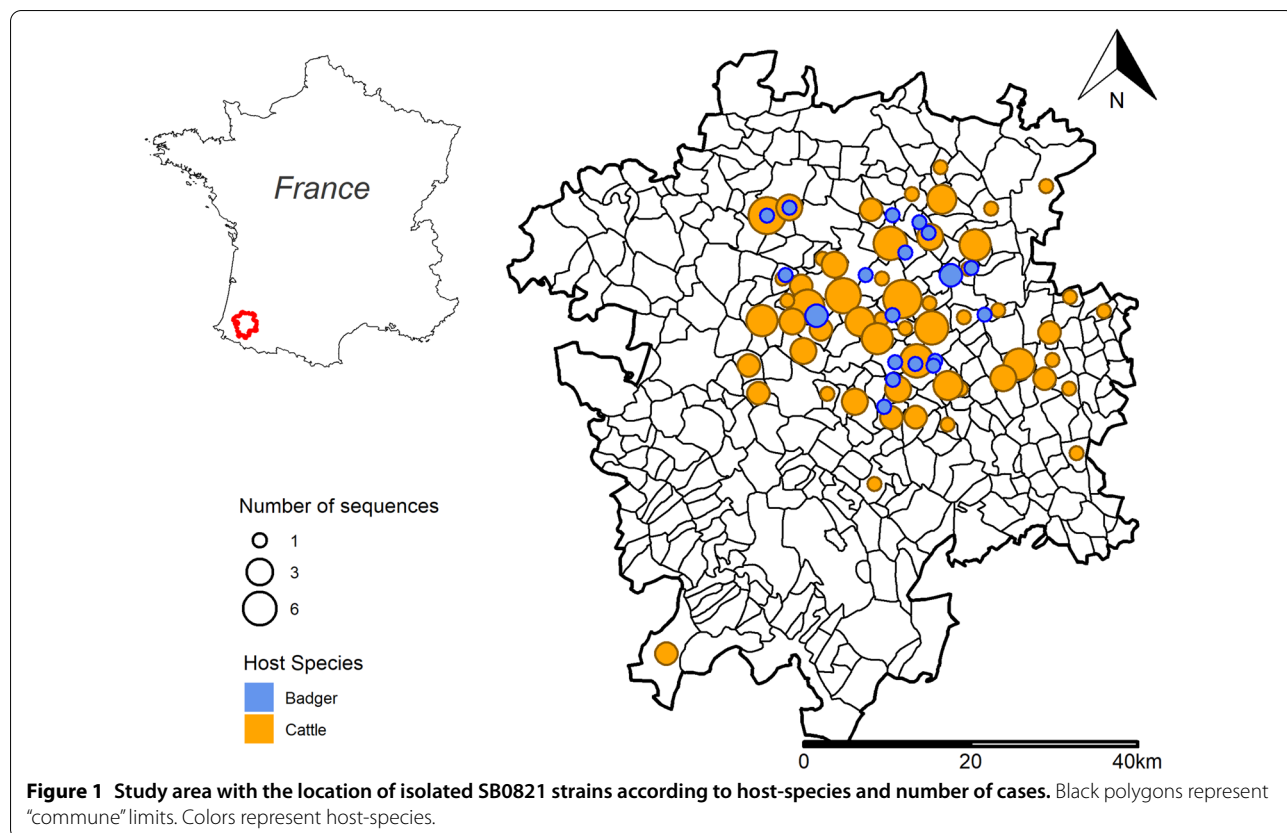 France
N
Number of sequences
1
3
6
Host Species
Badger
Cattle
0 20 40km
Figure 1 Study area with the location of isolated SB0821 strains according to host-species and number of cases. Black polygons represent
“commune” limits. Colors represent host-species.